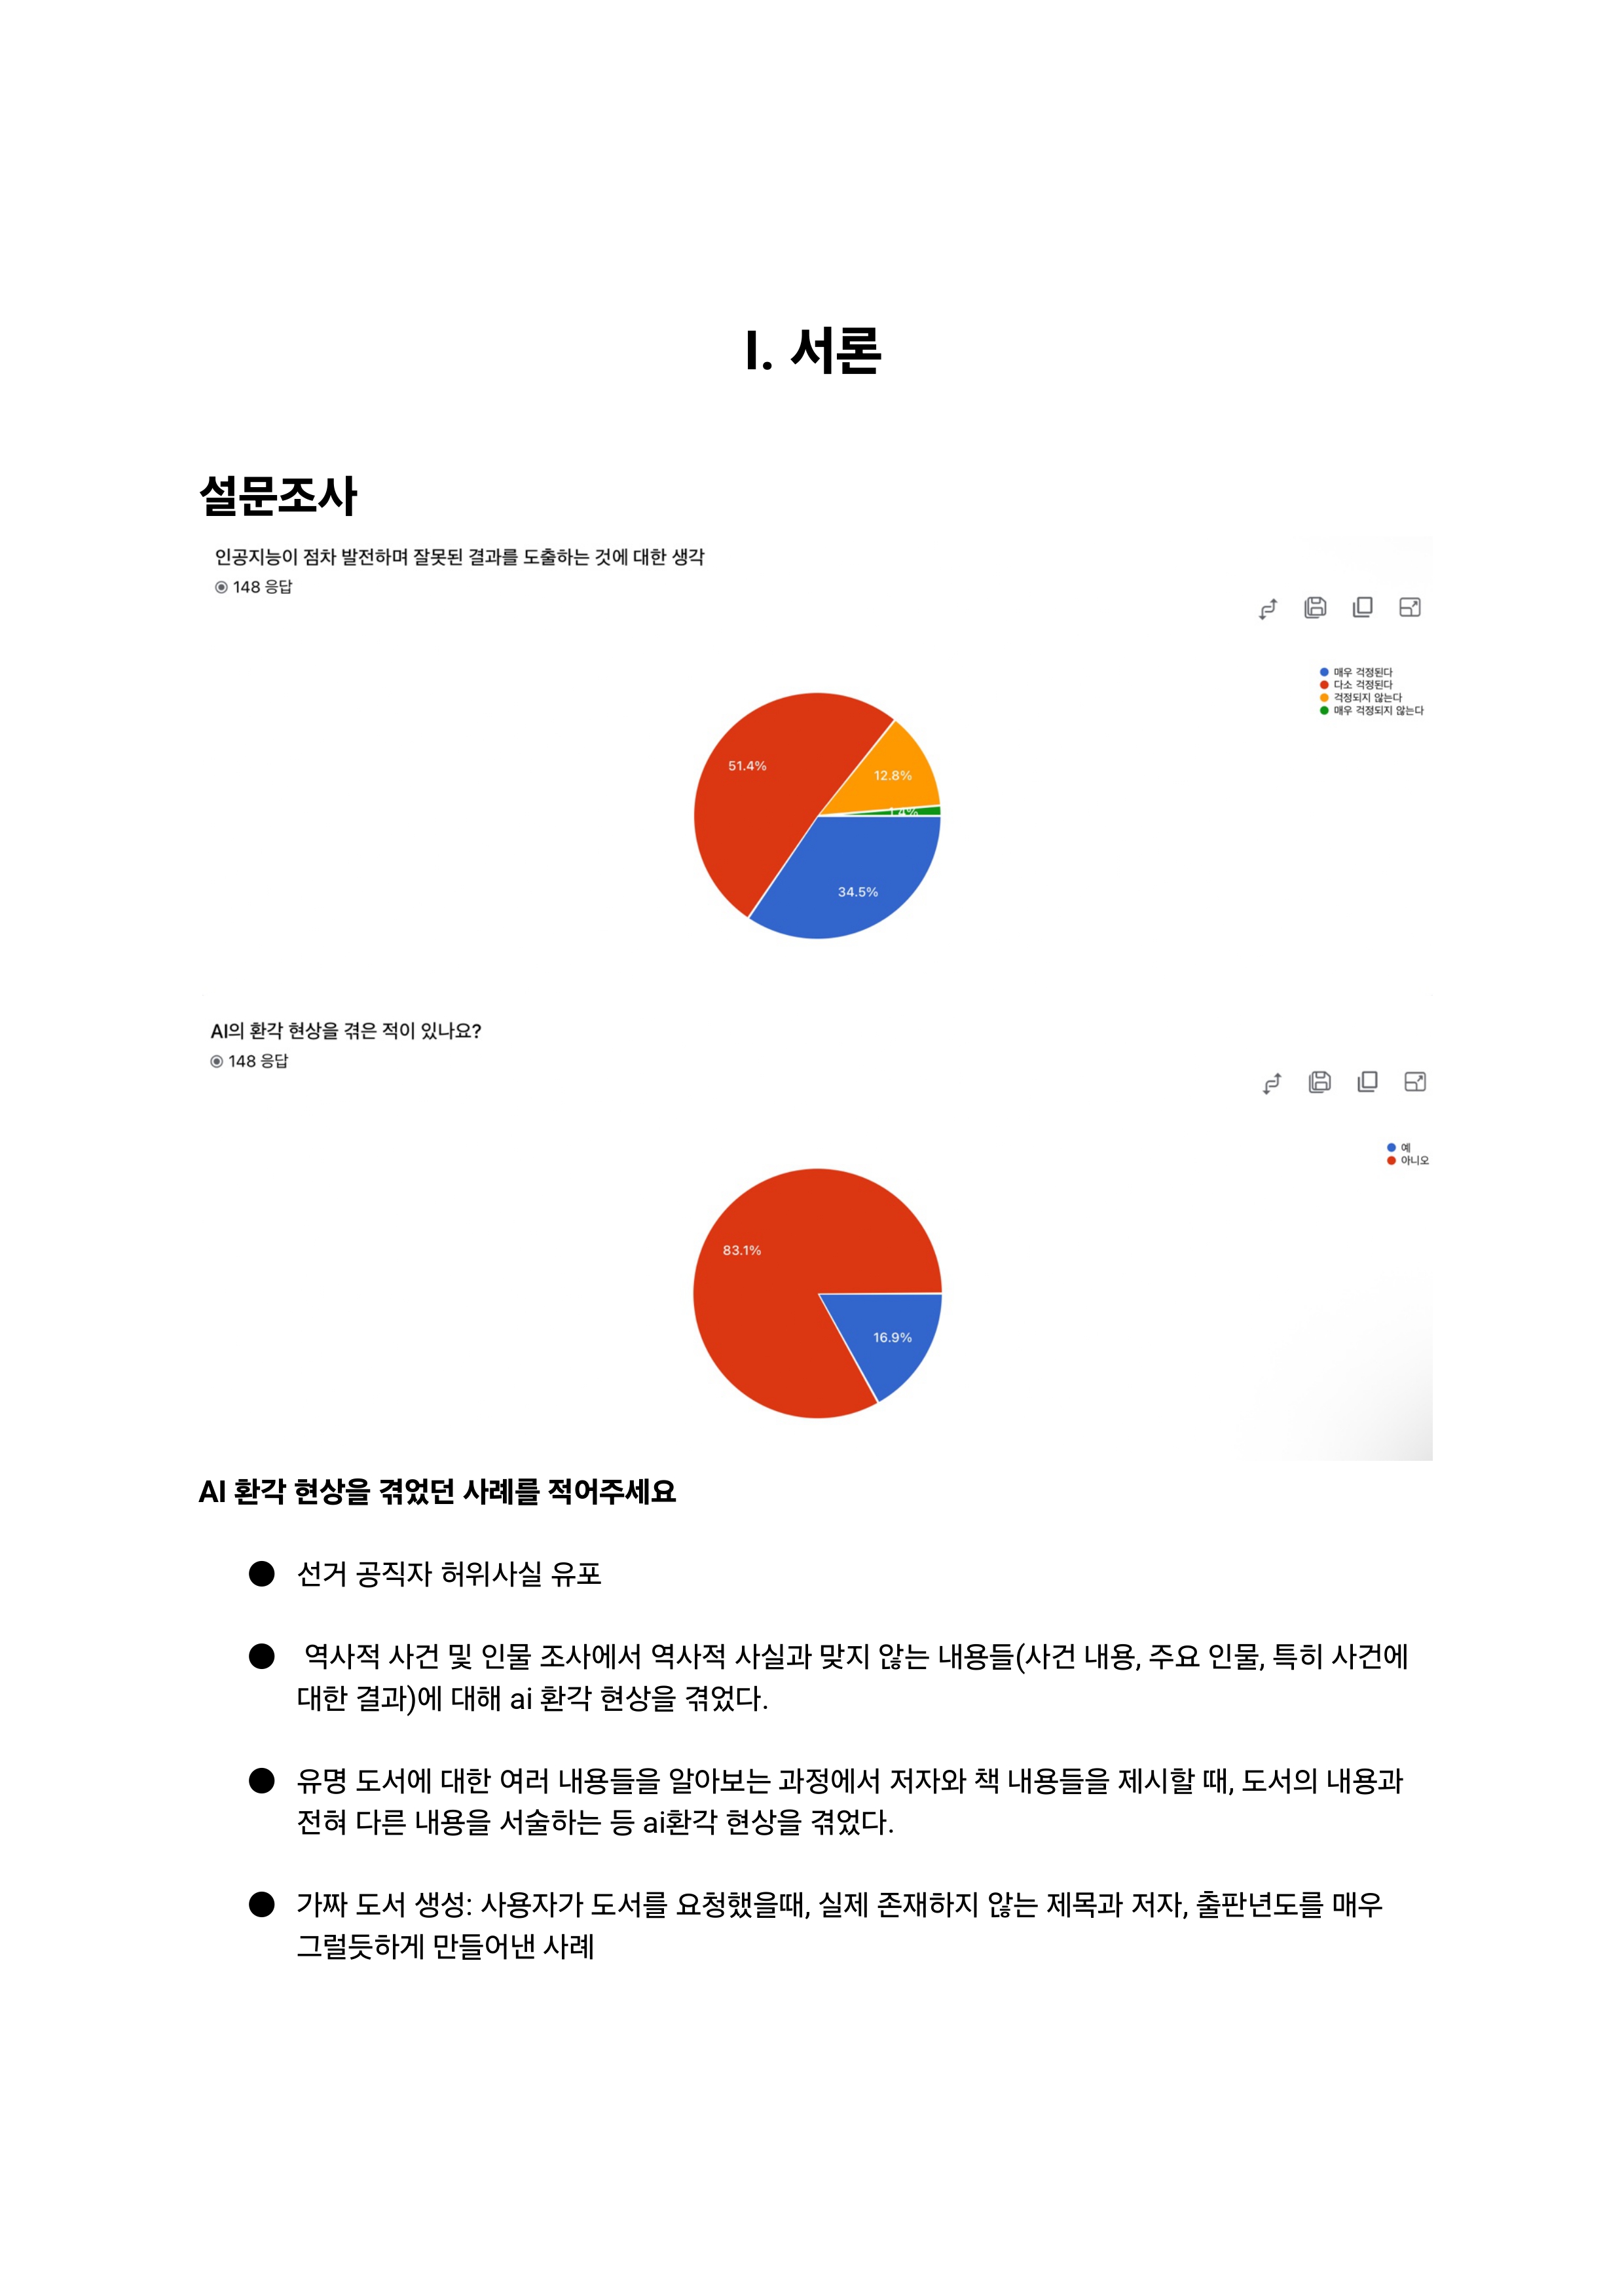 I. 서론
설문조사
인공지능이 점차 발전하며 잘못된 결과를 도출하는 것에 대한 생각
148 응답
매우 걱정된다
다소 걱정된다
걱정되지 않는다
매우 걱정되지 않는다
51.4%
12.8%
34.5%
AI의 환각 현상을 겪은 적이 있나요?
148 응답
예
아니오
83.1%
16.9%
AI 환각 현상을 겪었던 사례를 적어주세요
● 선거 공직자 허위사실 유포
● 역사적 사건 및 인물 조사에서 역사적 사실과 맞지 않는 내용들(사건 내용, 주요 인물, 특히 사건에
대한 결과)에 대해 ai 환각 현상을 겪었다.
● 유명 도서에 대한 여러 내용들을 알아보는 과정에서 저자와 책 내용들을 제시할 때, 도서의 내용과
전혀 다른 내용을 서술하는 등 ai환각 현상을 겪었다.
● 가짜 도서 생성: 사용자가 도서를 요청했을때, 실제 존재하지 않는 제목과 저자, 출판년도를 매우
그럴듯하게 만들어낸 사례